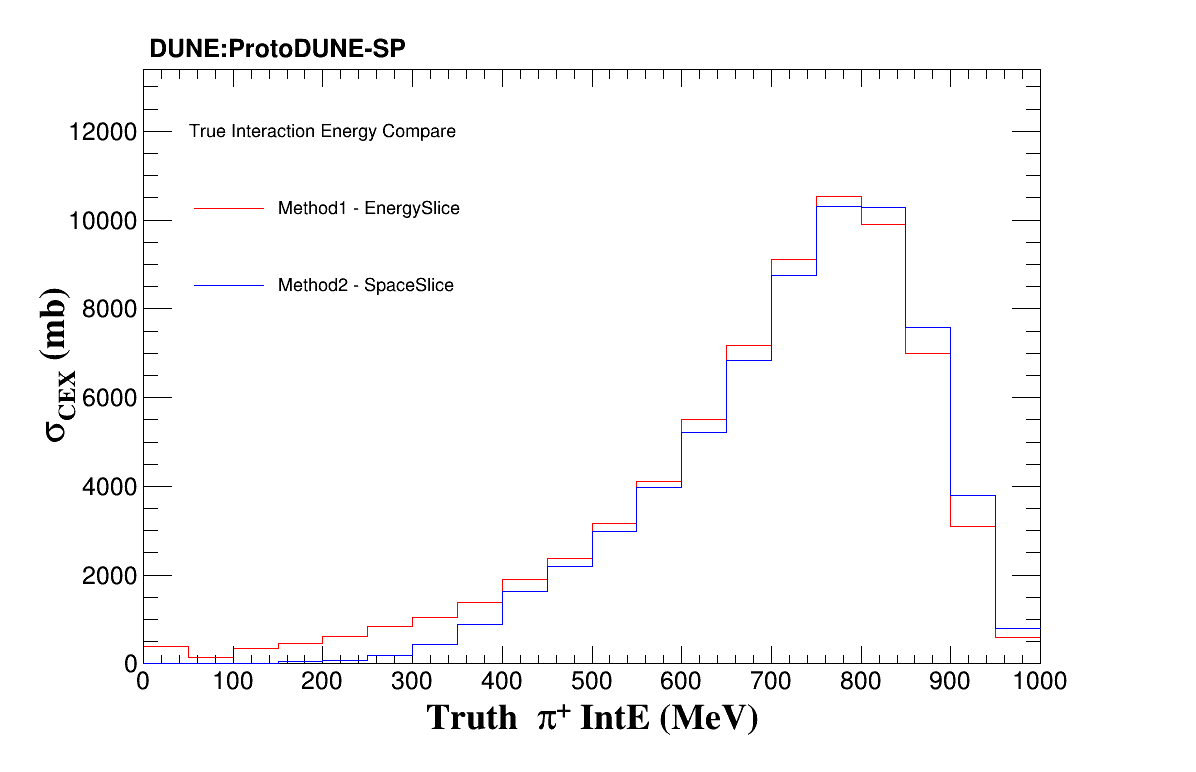 DUNE:ProtoDUNE-SP
True Interaction Energy Compare
Method1 - EnergySlice
Method2 - SpaceSlice
σCEX (mb)
12000
10000
8000
6000
4000
2000
0
0 100 200 300 400 500 600 700 800 900 1000
Truth π+ IntE (MeV)